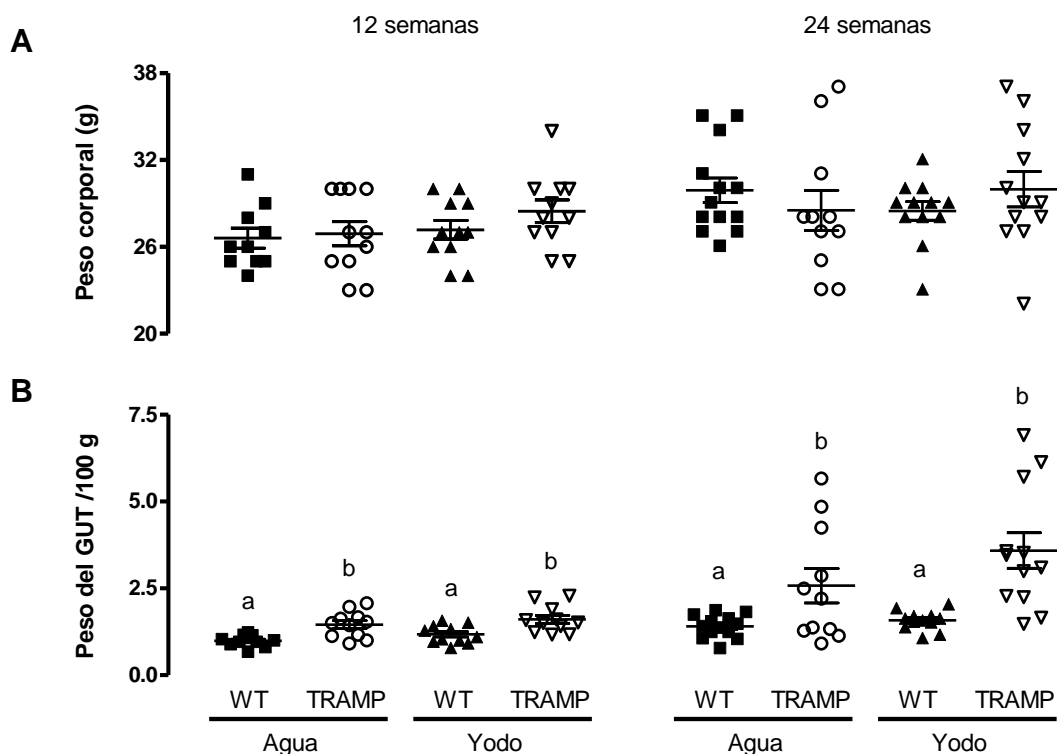 12 semanas 24 semanas
A
38
32
26
20
Peso corporal (g)
B
7.5
5.0
2.5
0.0
Peso del GUT /100 g
a b a b a b a b
WT TRAMP WT TRAMP WT TRAMP WT TRAMP
Agua Yodo Agua Yodo